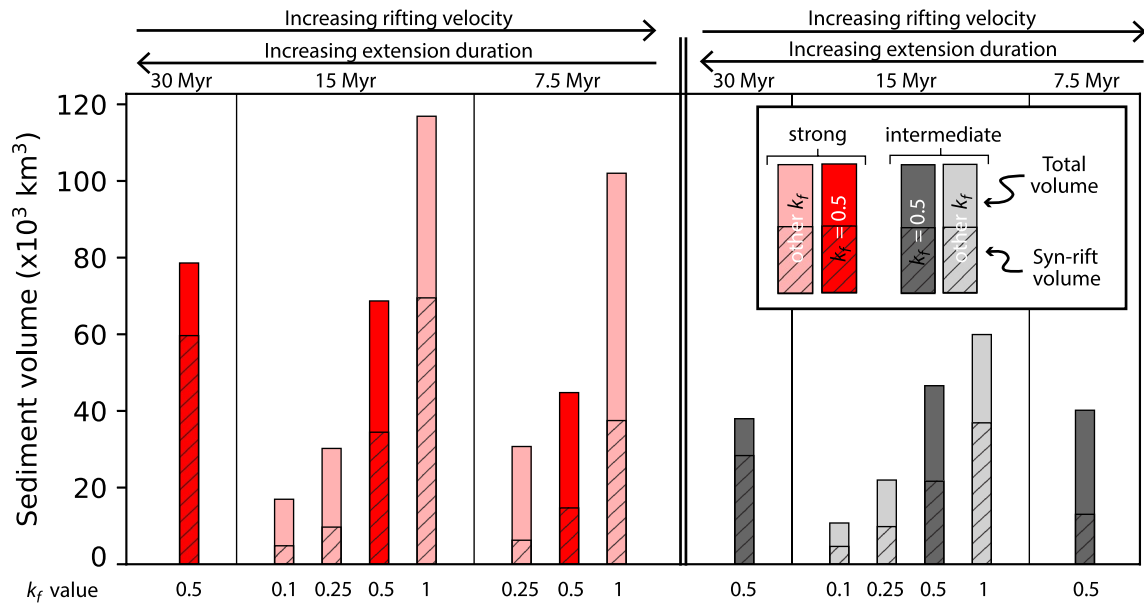 Increasing rifting velocity
Increasing extension duration
30 Myr 15 Myr 7.5 Myr
Increasing rifting velocity
Increasing extension duration
30 Myr 15 Myr 7.5 Myr
Sediment volume (x10³ km³)
120
100
80
60
40
20
0
strong intermediate
other kf
kf = 0.5
kf = 0.5
other kf
Total
volume
Syn-rift
volume
kf value 0.5 0.1 0.25 0.5 1 0.25 0.5 1 0.5 0.1 0.25 0.5 1 0.5